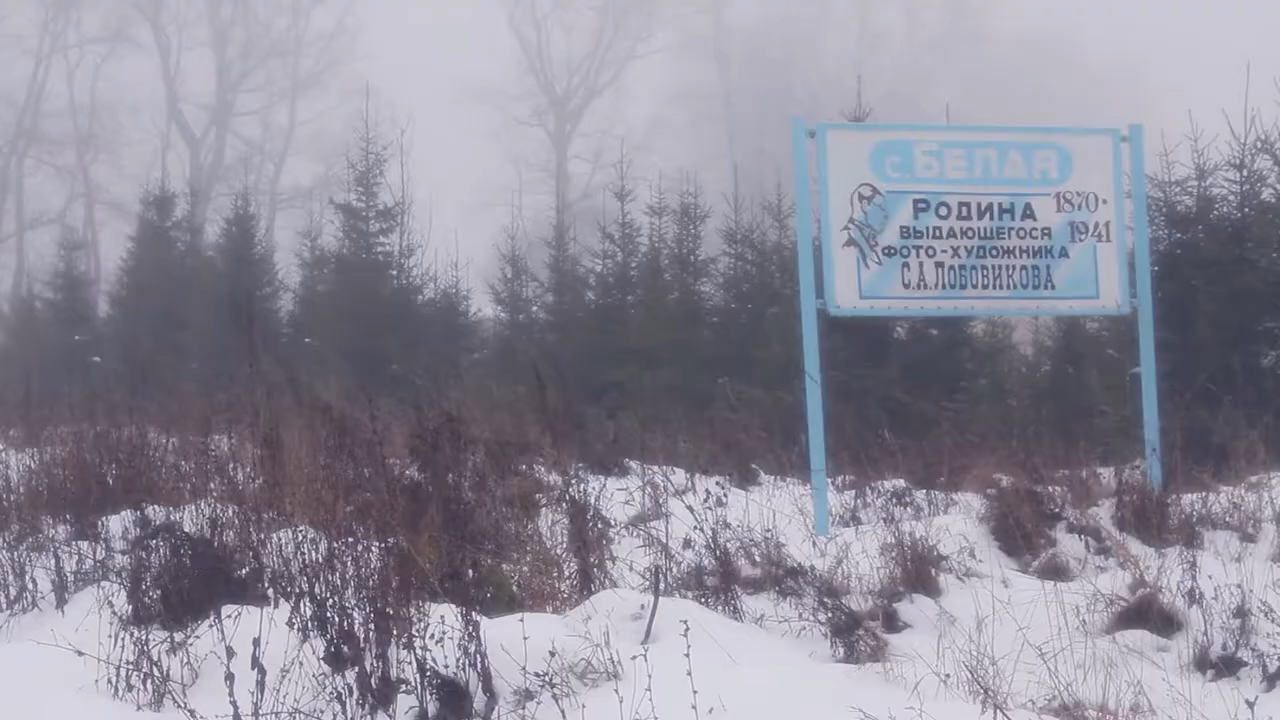 с. БЕЛАЯ
РОДИНА
1870-
ВЫДАЮЩЕГОСЯ
1941
ФОТО-ХУДОЖНИКА
С.А.ЛОБОВИКОВА